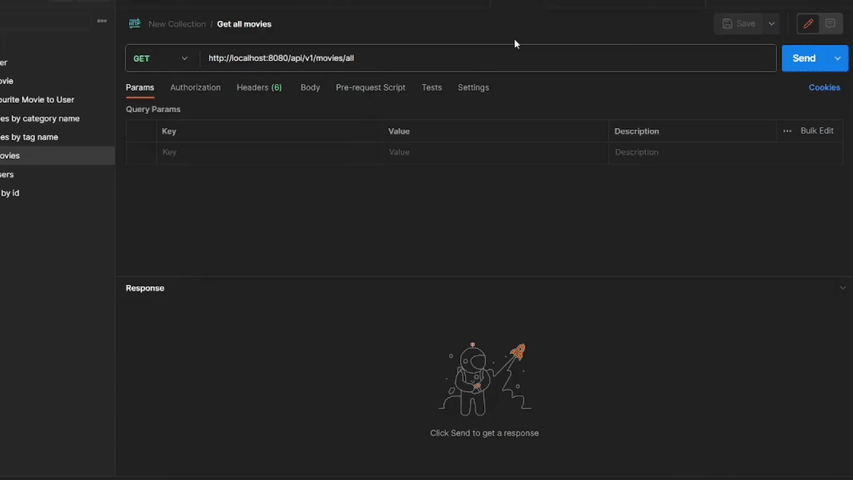 New Collection / Get all movies
Save
GET
http://localhost:8080/api/v1/movies/all
Send
Params
Authorization
Headers (6)
Body
Pre-request Script
Tests
Settings
Cookies
Query Params
Key
Value
Description
Bulk Edit
Key
Value
Description
er
ovie
ourite Movie to User
es by category name
es by tag name
ovies
sers
by id
Response
Click Send to get a response